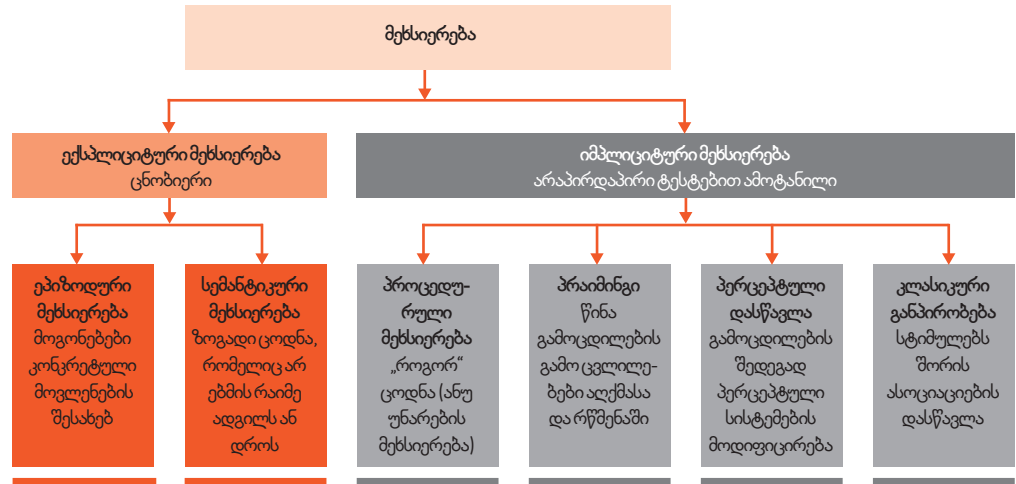 მეხსიერება
ექსპლიციტური მეხსიერება
ცნობიერი
იმპლიციტური მეხსიერება
არაპირდაპირი ტესტებით ამოტანილი
ეპიზოდური
მეხსიერება
მოგონებები
კონკრეტული
მოვლენების
შესახებ
სემანტიკური
მეხსიერება
ზოგადი ცოდნა,
რომელიც არ
ებმის რაიმე
ადგილს ან
დროს
პროცედუ-
რული
მეხსიერება
„როგორ“
ცოდნა (ანუ
უნარების
მეხსიერება)
პრაიმინგი
წინა
გამოცდილების
გამო ცვლილე-
ბები აღქმასა
და რწმენაში
პერცეპტული
დასწავლა
გამოცდილების
შედეგად
პერცეპტული
სისტემების
მოდიფიცირება
კლასიკური
განპირობება
სტიმულებს
შორის
ასოციაციების
დასწავლა